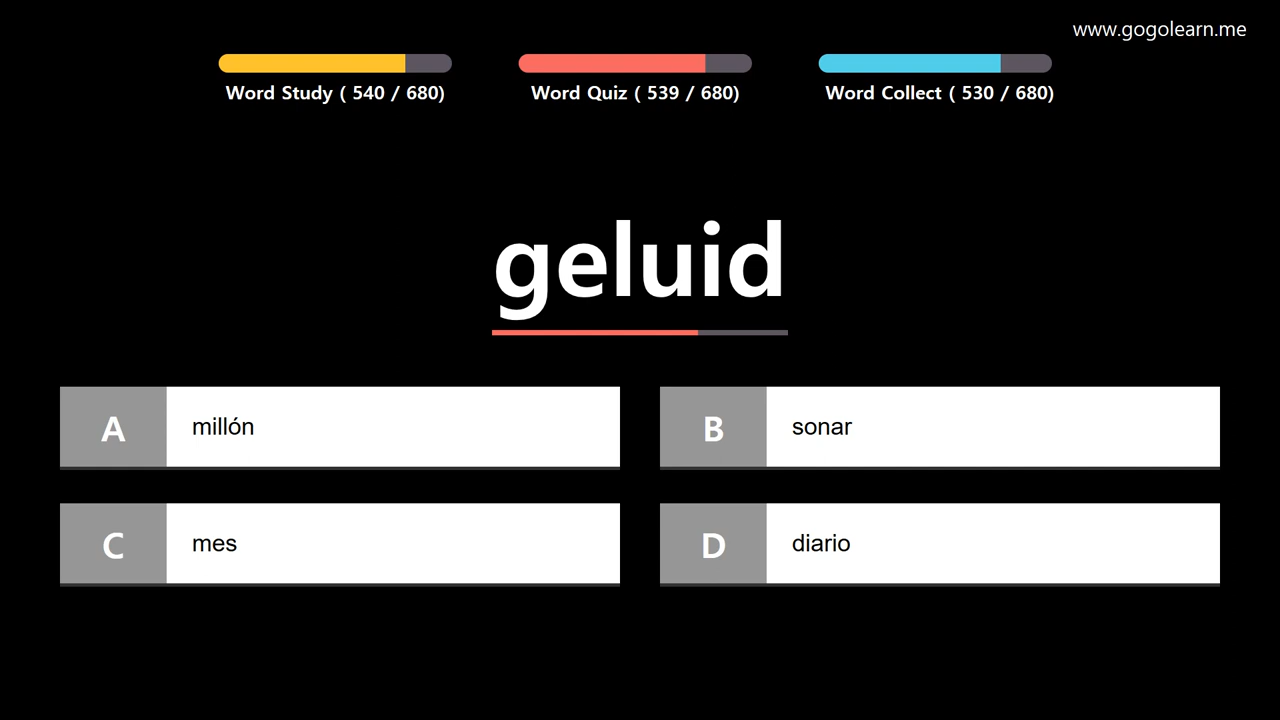 www.gogolearn.me
Word Study ( 540 / 680)
Word Quiz ( 539 / 680)
Word Collect ( 530 / 680)
geluid
A millón
B sonar
C mes
D diario